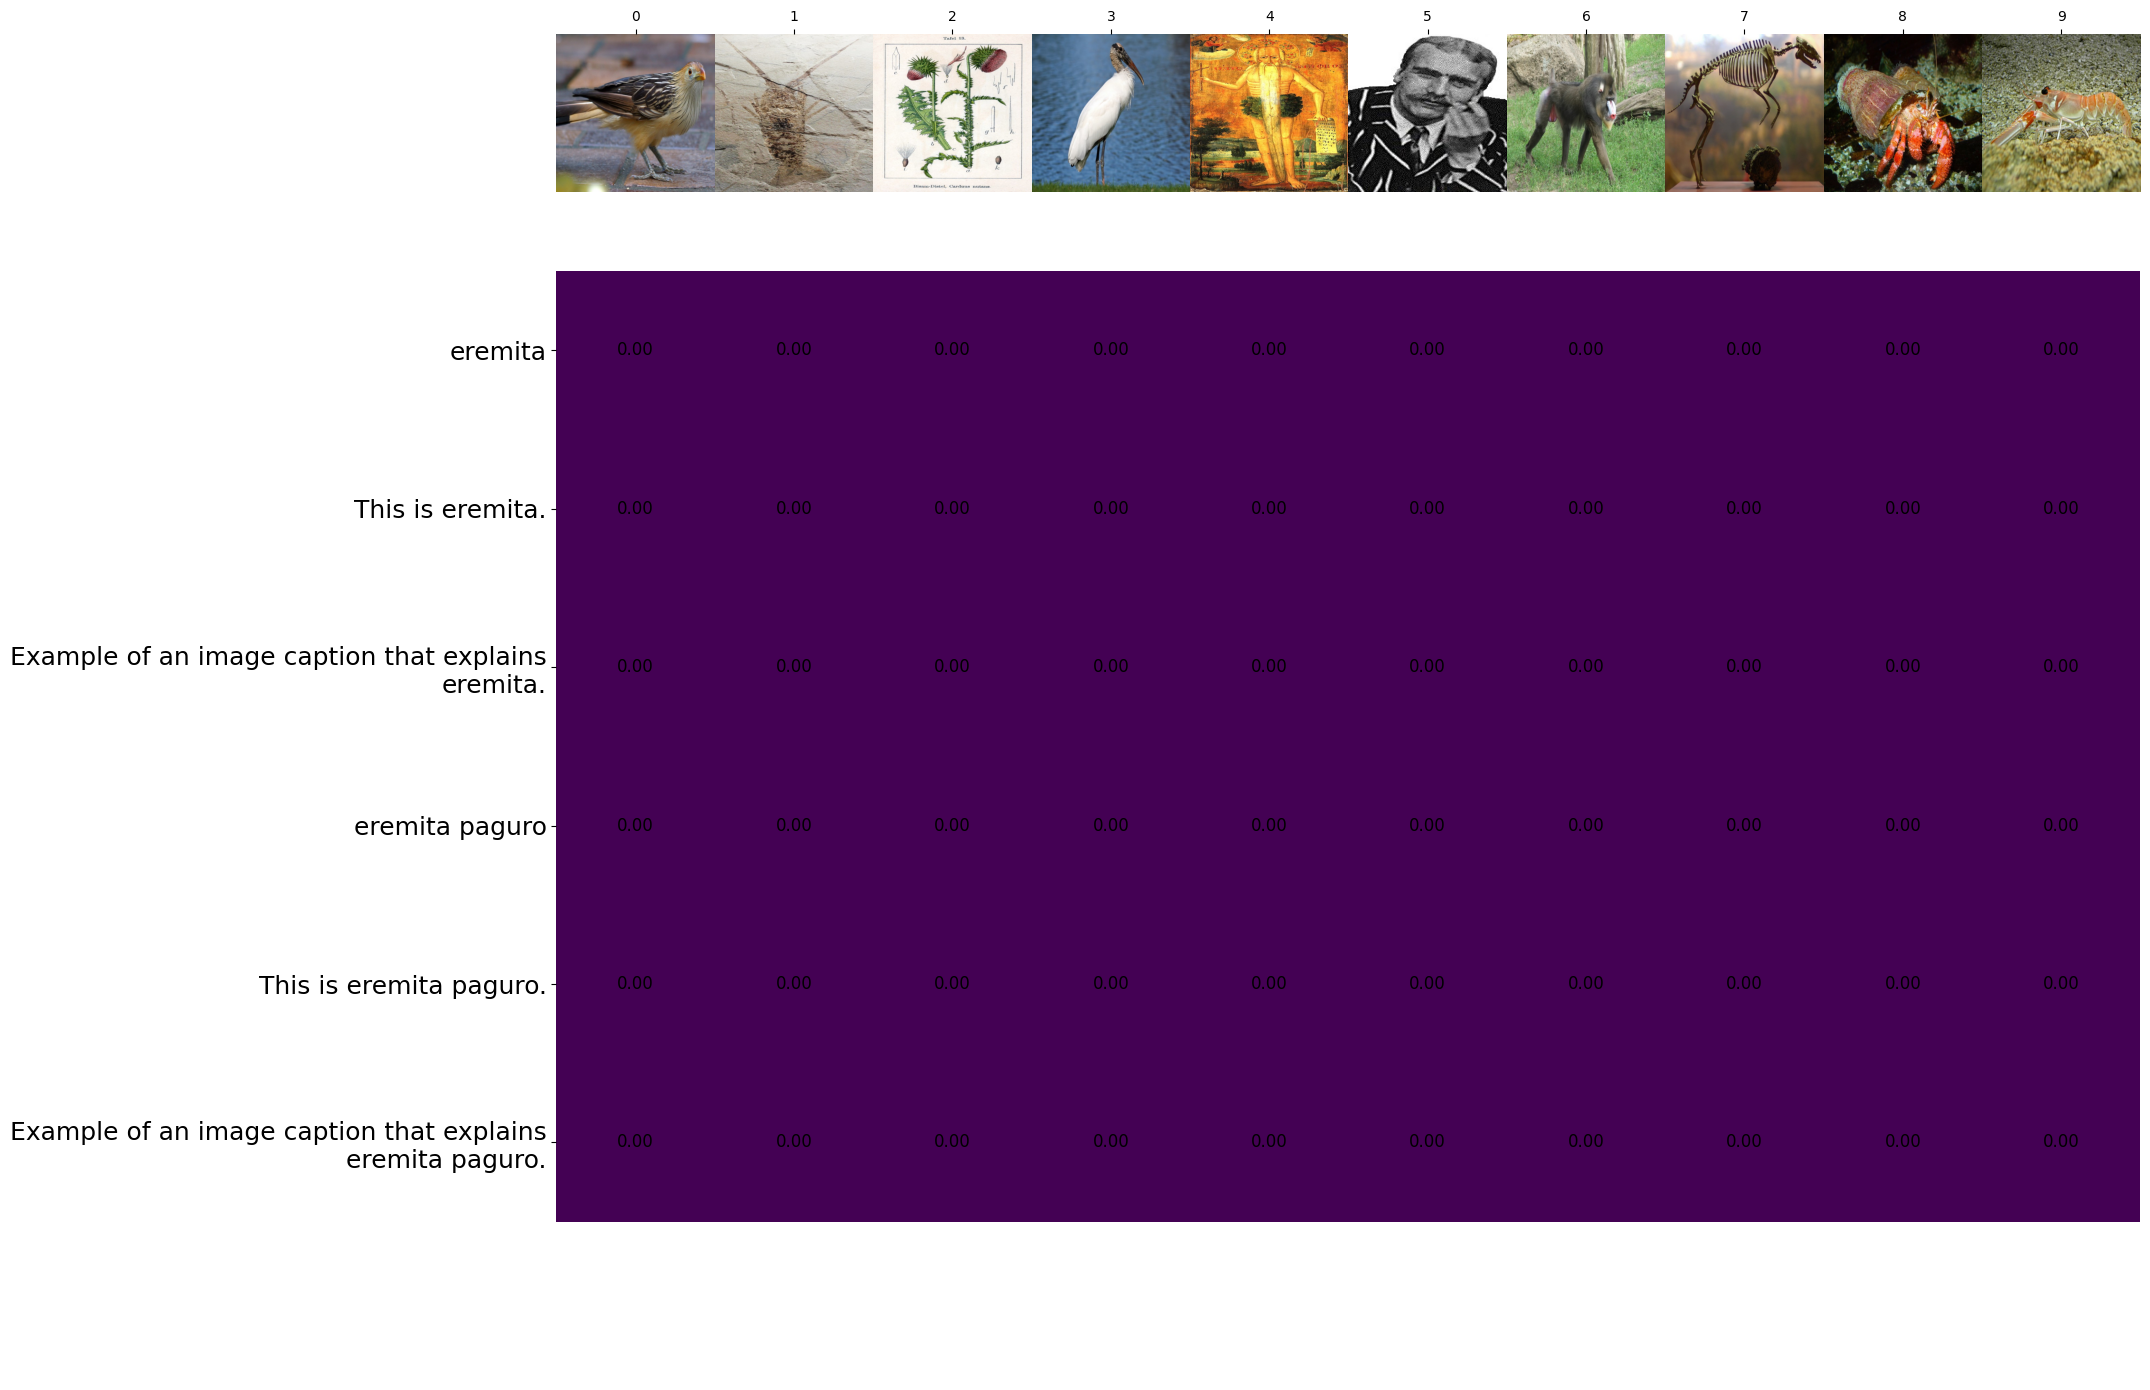 0 1 2 3 4 5 6 7 8 9
eremita
0.00 0.00 0.00 0.00 0.00 0.00 0.00 0.00 0.00 0.00
This is eremita.
0.00 0.00 0.00 0.00 0.00 0.00 0.00 0.00 0.00 0.00
Example of an image caption that explains
eremita.
0.00 0.00 0.00 0.00 0.00 0.00 0.00 0.00 0.00 0.00
eremita paguro
0.00 0.00 0.00 0.00 0.00 0.00 0.00 0.00 0.00 0.00
This is eremita paguro.
0.00 0.00 0.00 0.00 0.00 0.00 0.00 0.00 0.00 0.00
Example of an image caption that explains
eremita paguro.
0.00 0.00 0.00 0.00 0.00 0.00 0.00 0.00 0.00 0.00